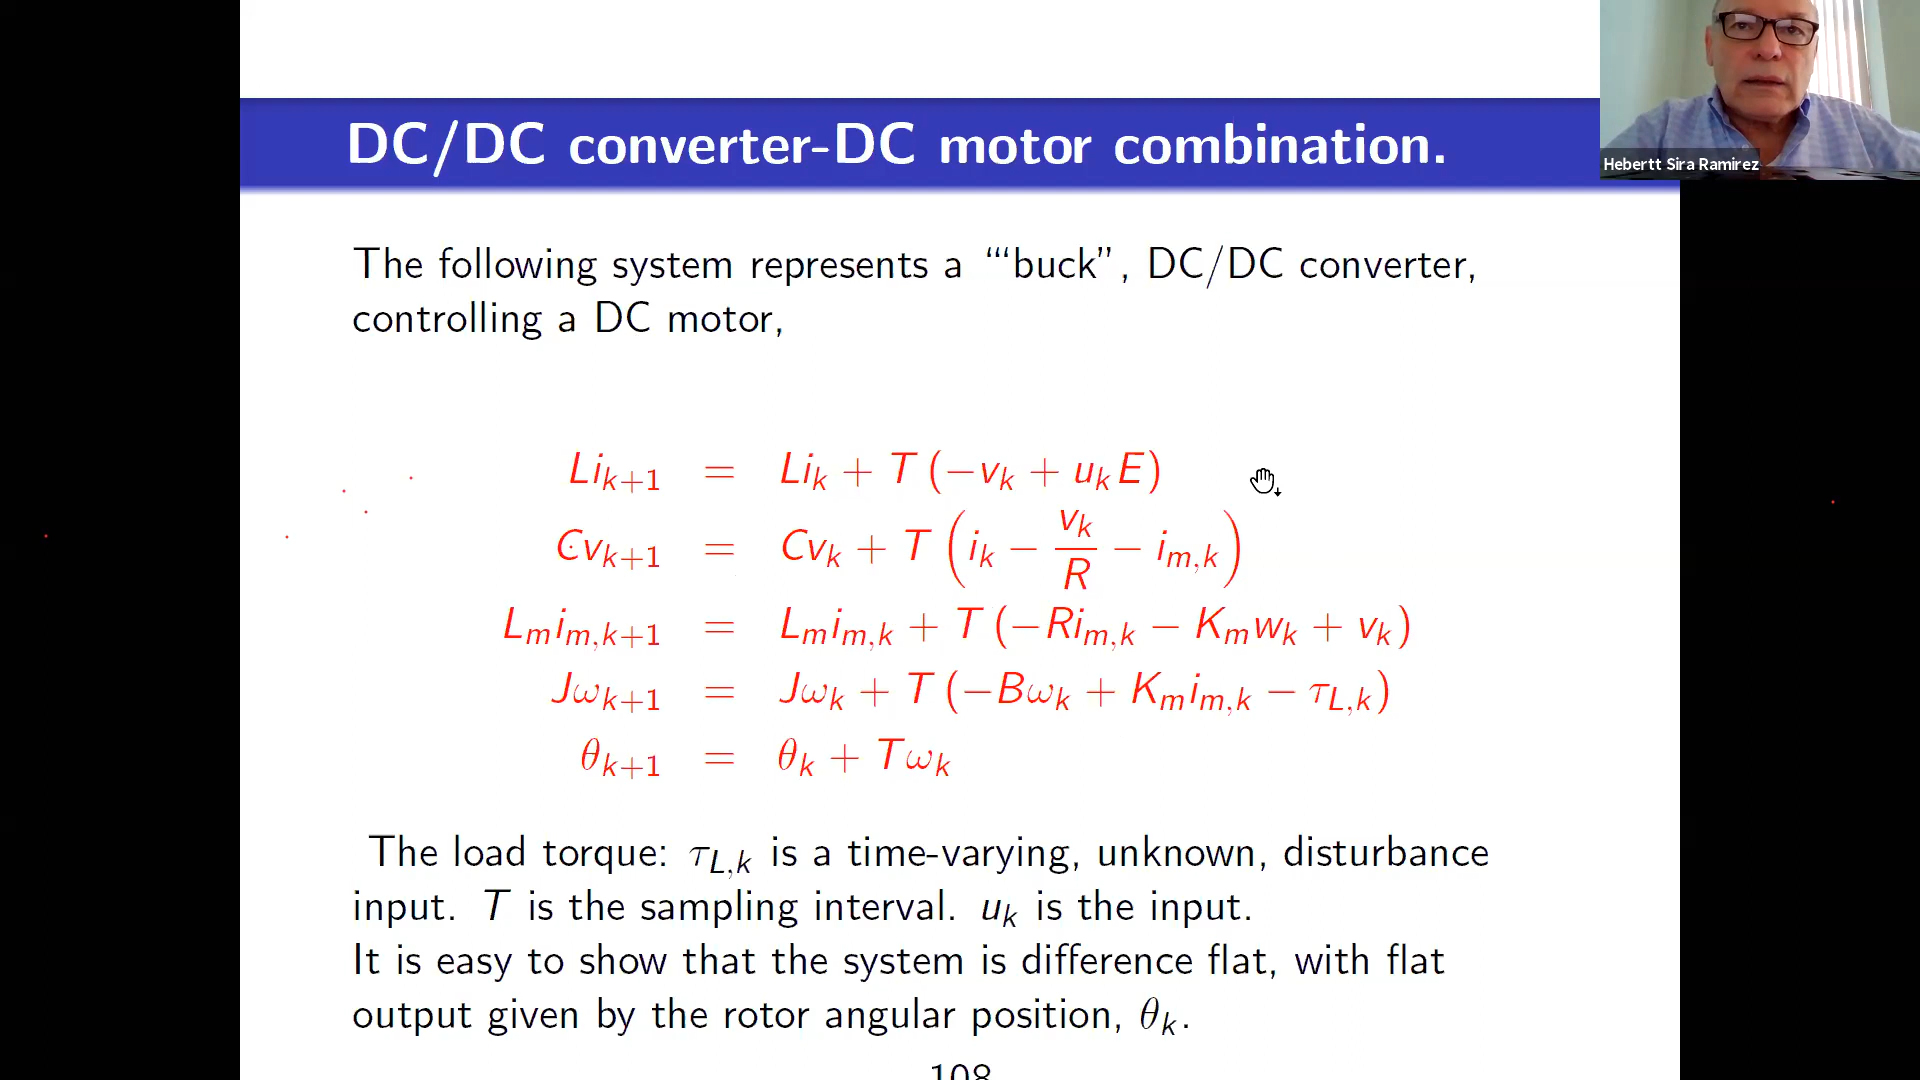 DC/DC converter-DC motor combination.
Hebertt Sira Ramirez
The following system represents a “‘buck”, DC/DC converter,
controlling a DC motor,
Li_{k+1} = Li_k + T (−v_k + u_k E)
Cv_{k+1} = Cv_k + T (i_k − v_k/R − i_{m,k})
L_m i_{m,k+1} = L_m i_{m,k} + T (−Ri_{m,k} − K_m w_k + v_k)
Jω_{k+1} = Jω_k + T (−Bω_k + K_m i_{m,k} − τ_{L,k})
θ_{k+1} = θ_k + Tω_k
The load torque: τ_{L,k} is a time-varying, unknown, disturbance
input. T is the sampling interval. u_k is the input.
It is easy to show that the system is difference flat, with flat
output given by the rotor angular position, θ_k.
108